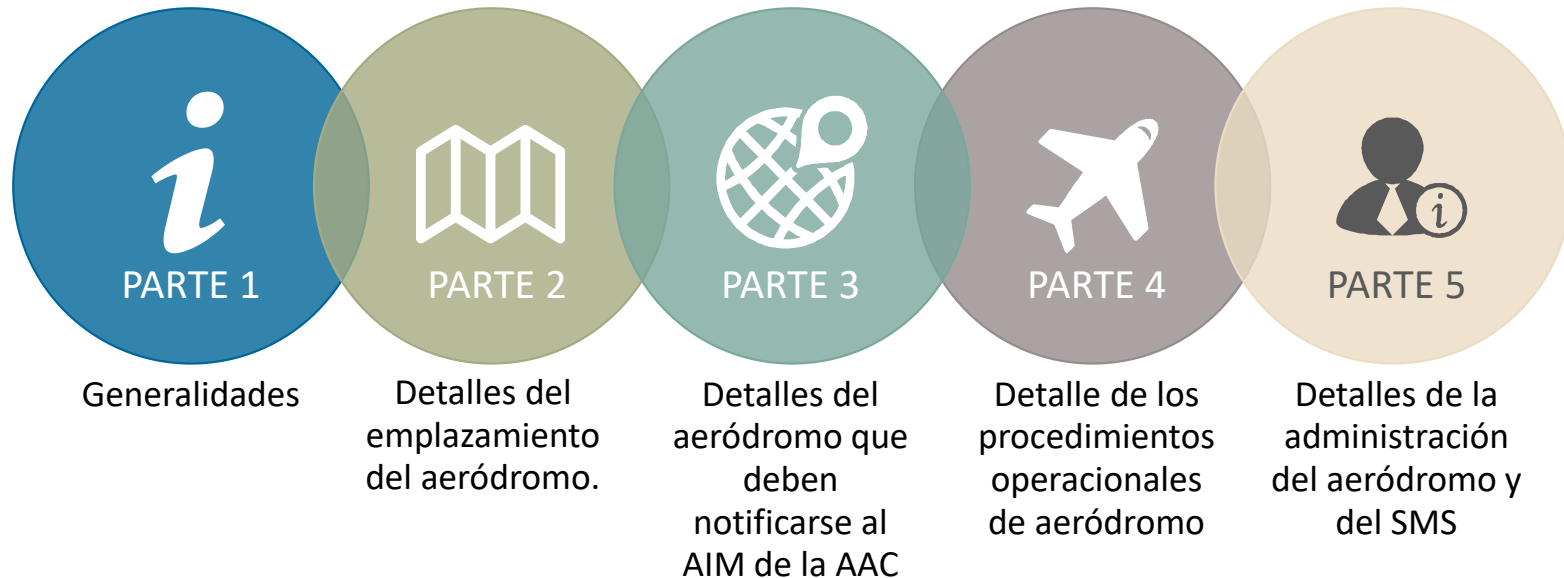 PARTE 1
Generalidades
PARTE 2
Detalles del
emplazamiento
del aeródromo.
PARTE 3
Detalles del
aeródromo que
deben
notificarse al
AIM de la AAC
PARTE 4
Detalle de los
procedimientos
operacionales
de aeródromo
i
PARTE 5
Detalles de la
administración
del aeródromo y
del SMS